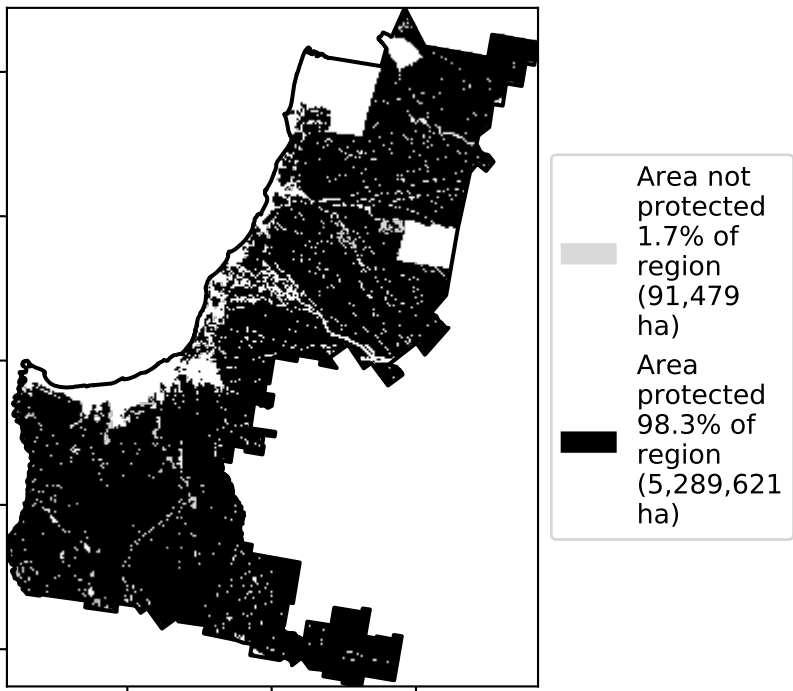 Area not
protected
1.7% of
region
(91,479
ha)
Area
protected
98.3% of
region
(5,289,621
ha)